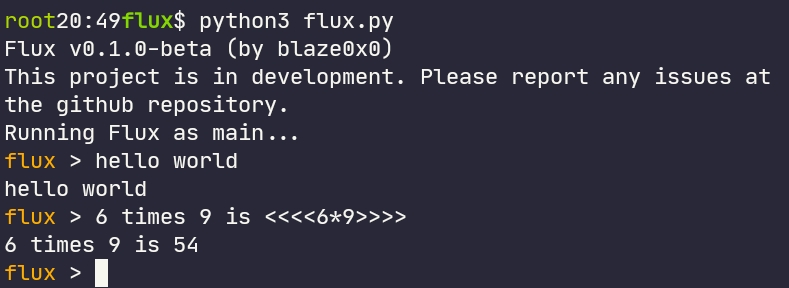 root20:49flux$ python3 flux.py
Flux v0.1.0-beta (by blaze0x0)
This project is in development. Please report any issues at
the github repository.
Running Flux as main...
flux > hello world
hello world
flux > 6 times 9 is <<<<6*9>>>>
6 times 9 is 54
flux >